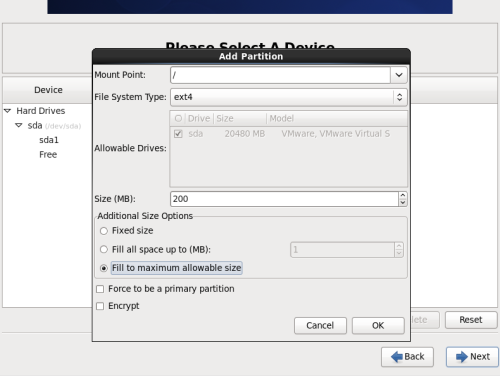 Please Select A Device
Add Partition
Mount Point: /
File System Type: ext4
Drive Size Model
sda 20480 MB VMware, VMware Virtual S
Allowable Drives:
Size (MB): 200
Additional Size Options
Fixed size
Fill all space up to (MB): 1
Fill to maximum allowable size
Force to be a primary partition
Encrypt
Cancel OK
Device
Hard Drives
sda (/dev/sda)
sda1
Free
Reset
Back Next